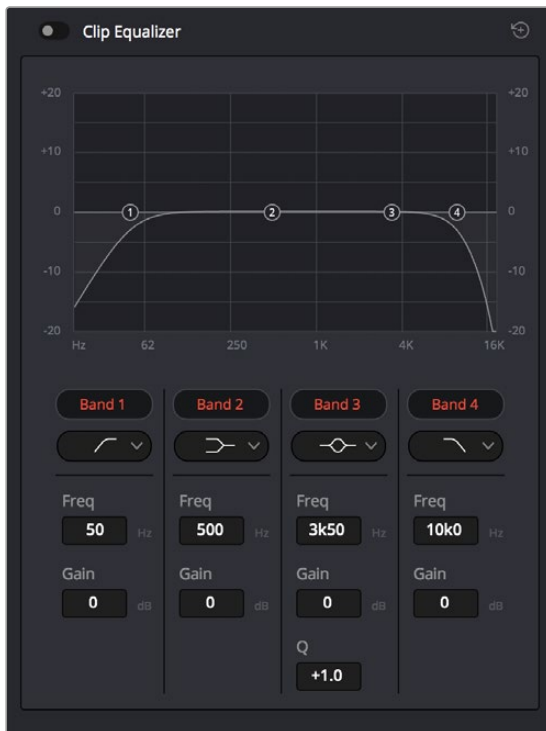 Clip Equalizer
+20 +20
+10 +10
0 1 2 3 4 0
-10 -10
-20 -20
Hz 62 250 1K 4K 16K
Band 1 Band 2 Band 3 Band 4
Freq Freq Freq Freq
50 Hz 500 Hz 3k50 Hz 10k0 Hz
Gain Gain Gain Gain
0 dB 0 dB 0 dB 0 dB
Q
+1.0